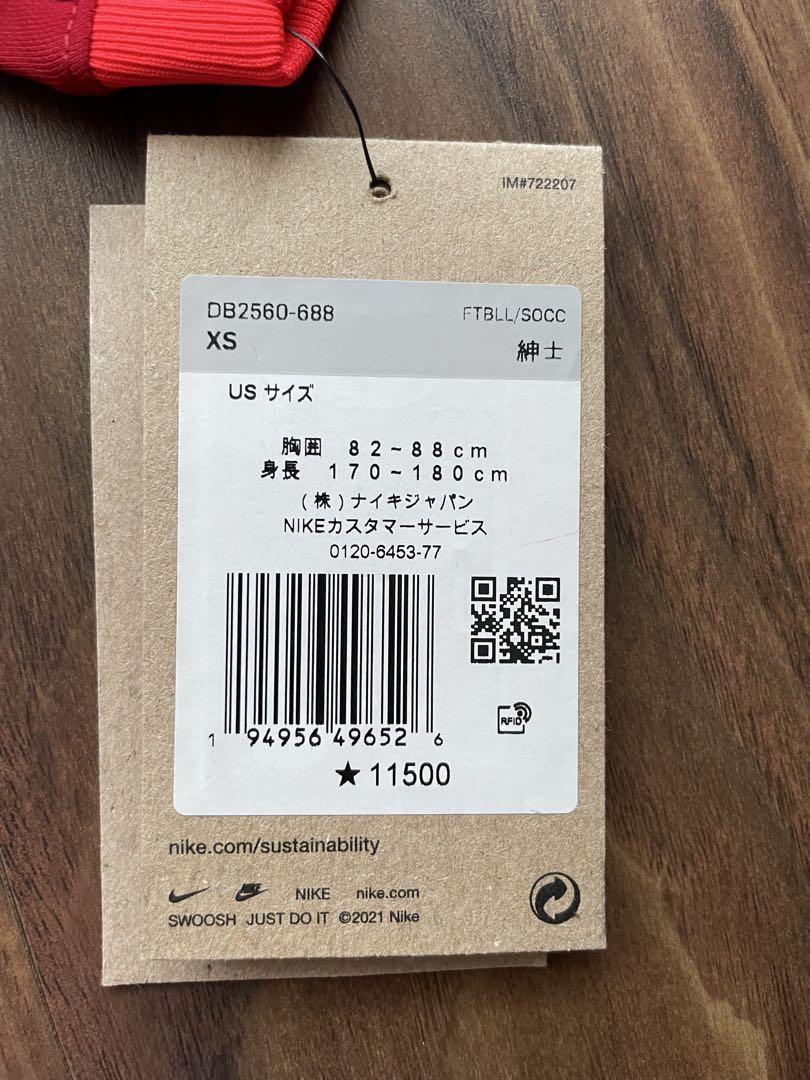 IM#722207
DB2560-688
FTBLL/SOCC
XS
紳士
US サイズ
胸囲 82~88cm
身長 170~180cm
(株)ナイキジャパン
NIKEカスタマーサービス
0120-6453-77
RFID
1 94956 49652 6
★11500
nike.com/sustainability
NIKE nike.com
SWOOSH JUST DO IT ©2021 Nike